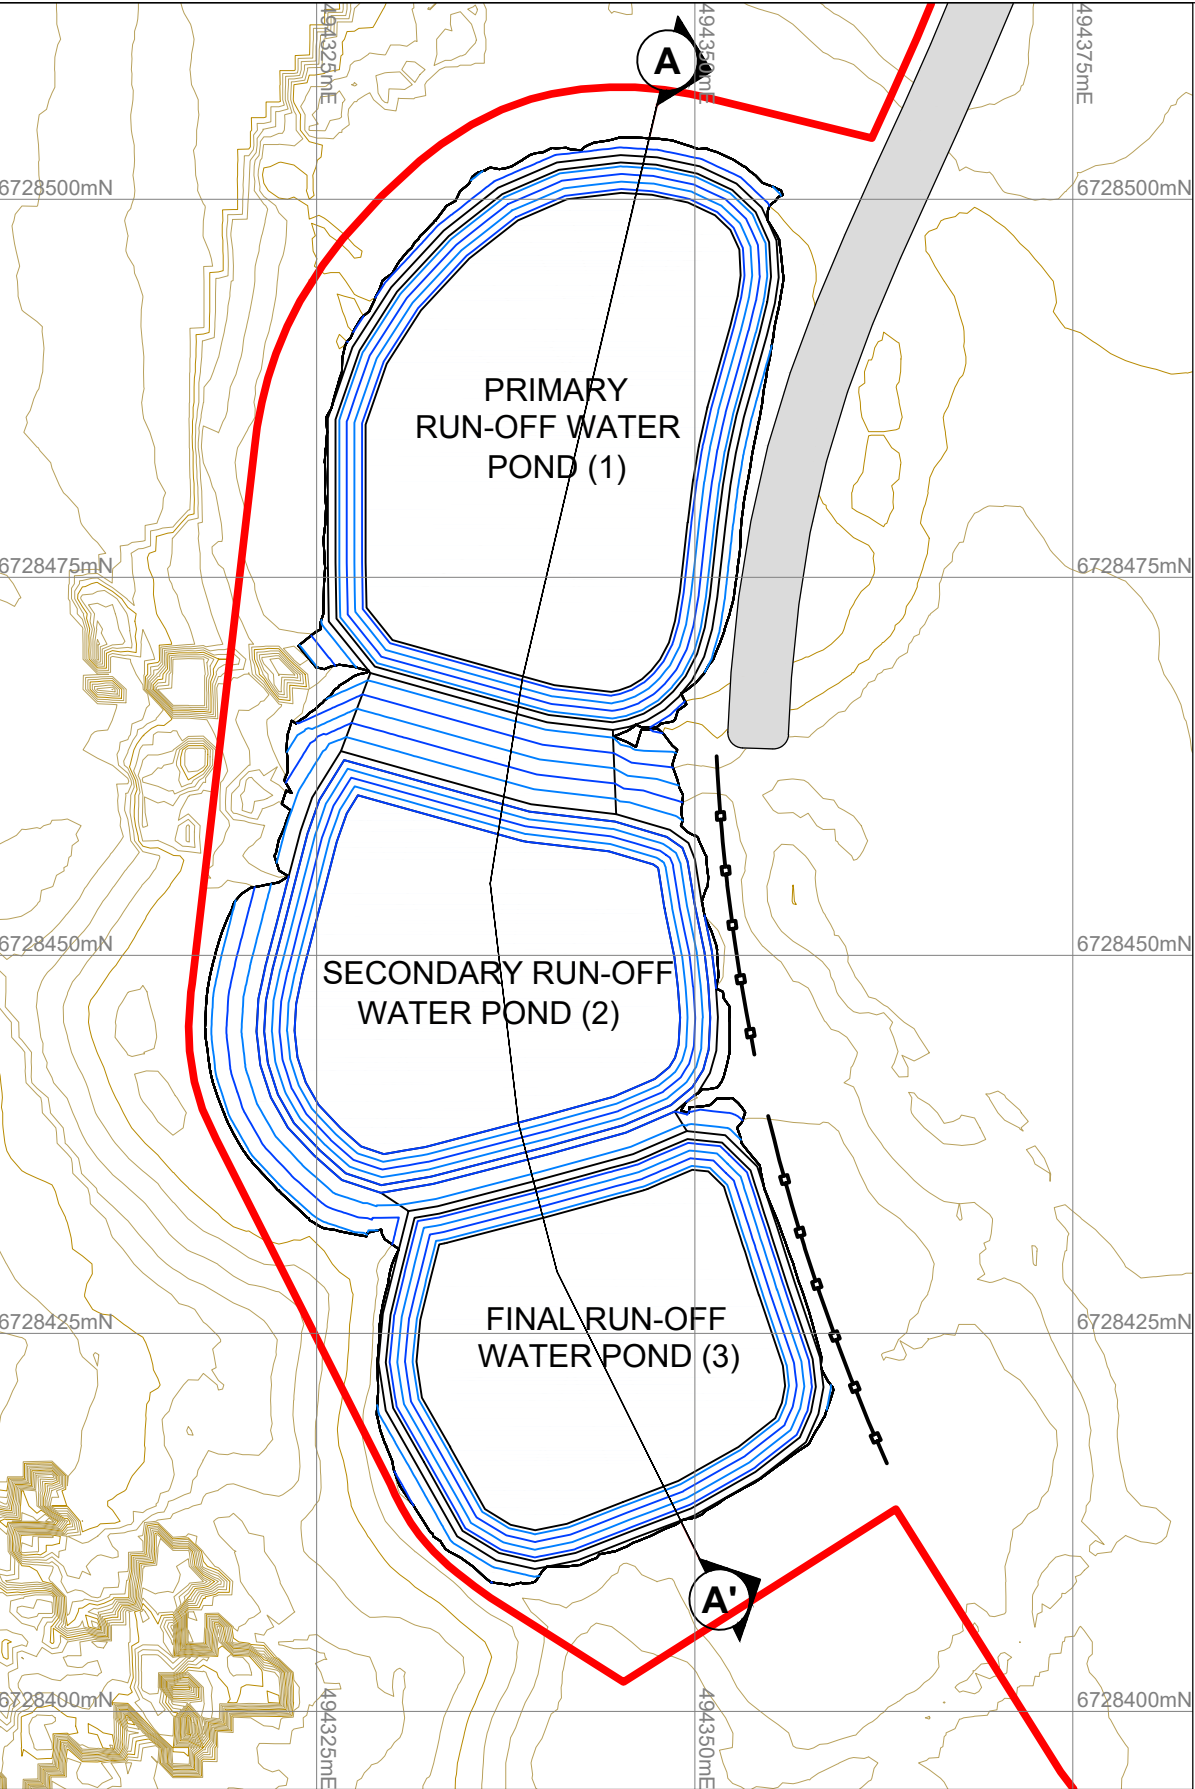 494325mE
494350mE
494375mE
A
6728500mN
6728500mN
PRIMARY
RUN-OFF WATER
POND (1)
6728475mN
6728475mN
6728450mN
6728450mN
SECONDARY RUN-OFF
WATER POND (2)
6728425mN
6728425mN
FINAL RUN-OFF
WATER POND (3)
A'
6728400mN
6728400mN
494325mE
494350mE